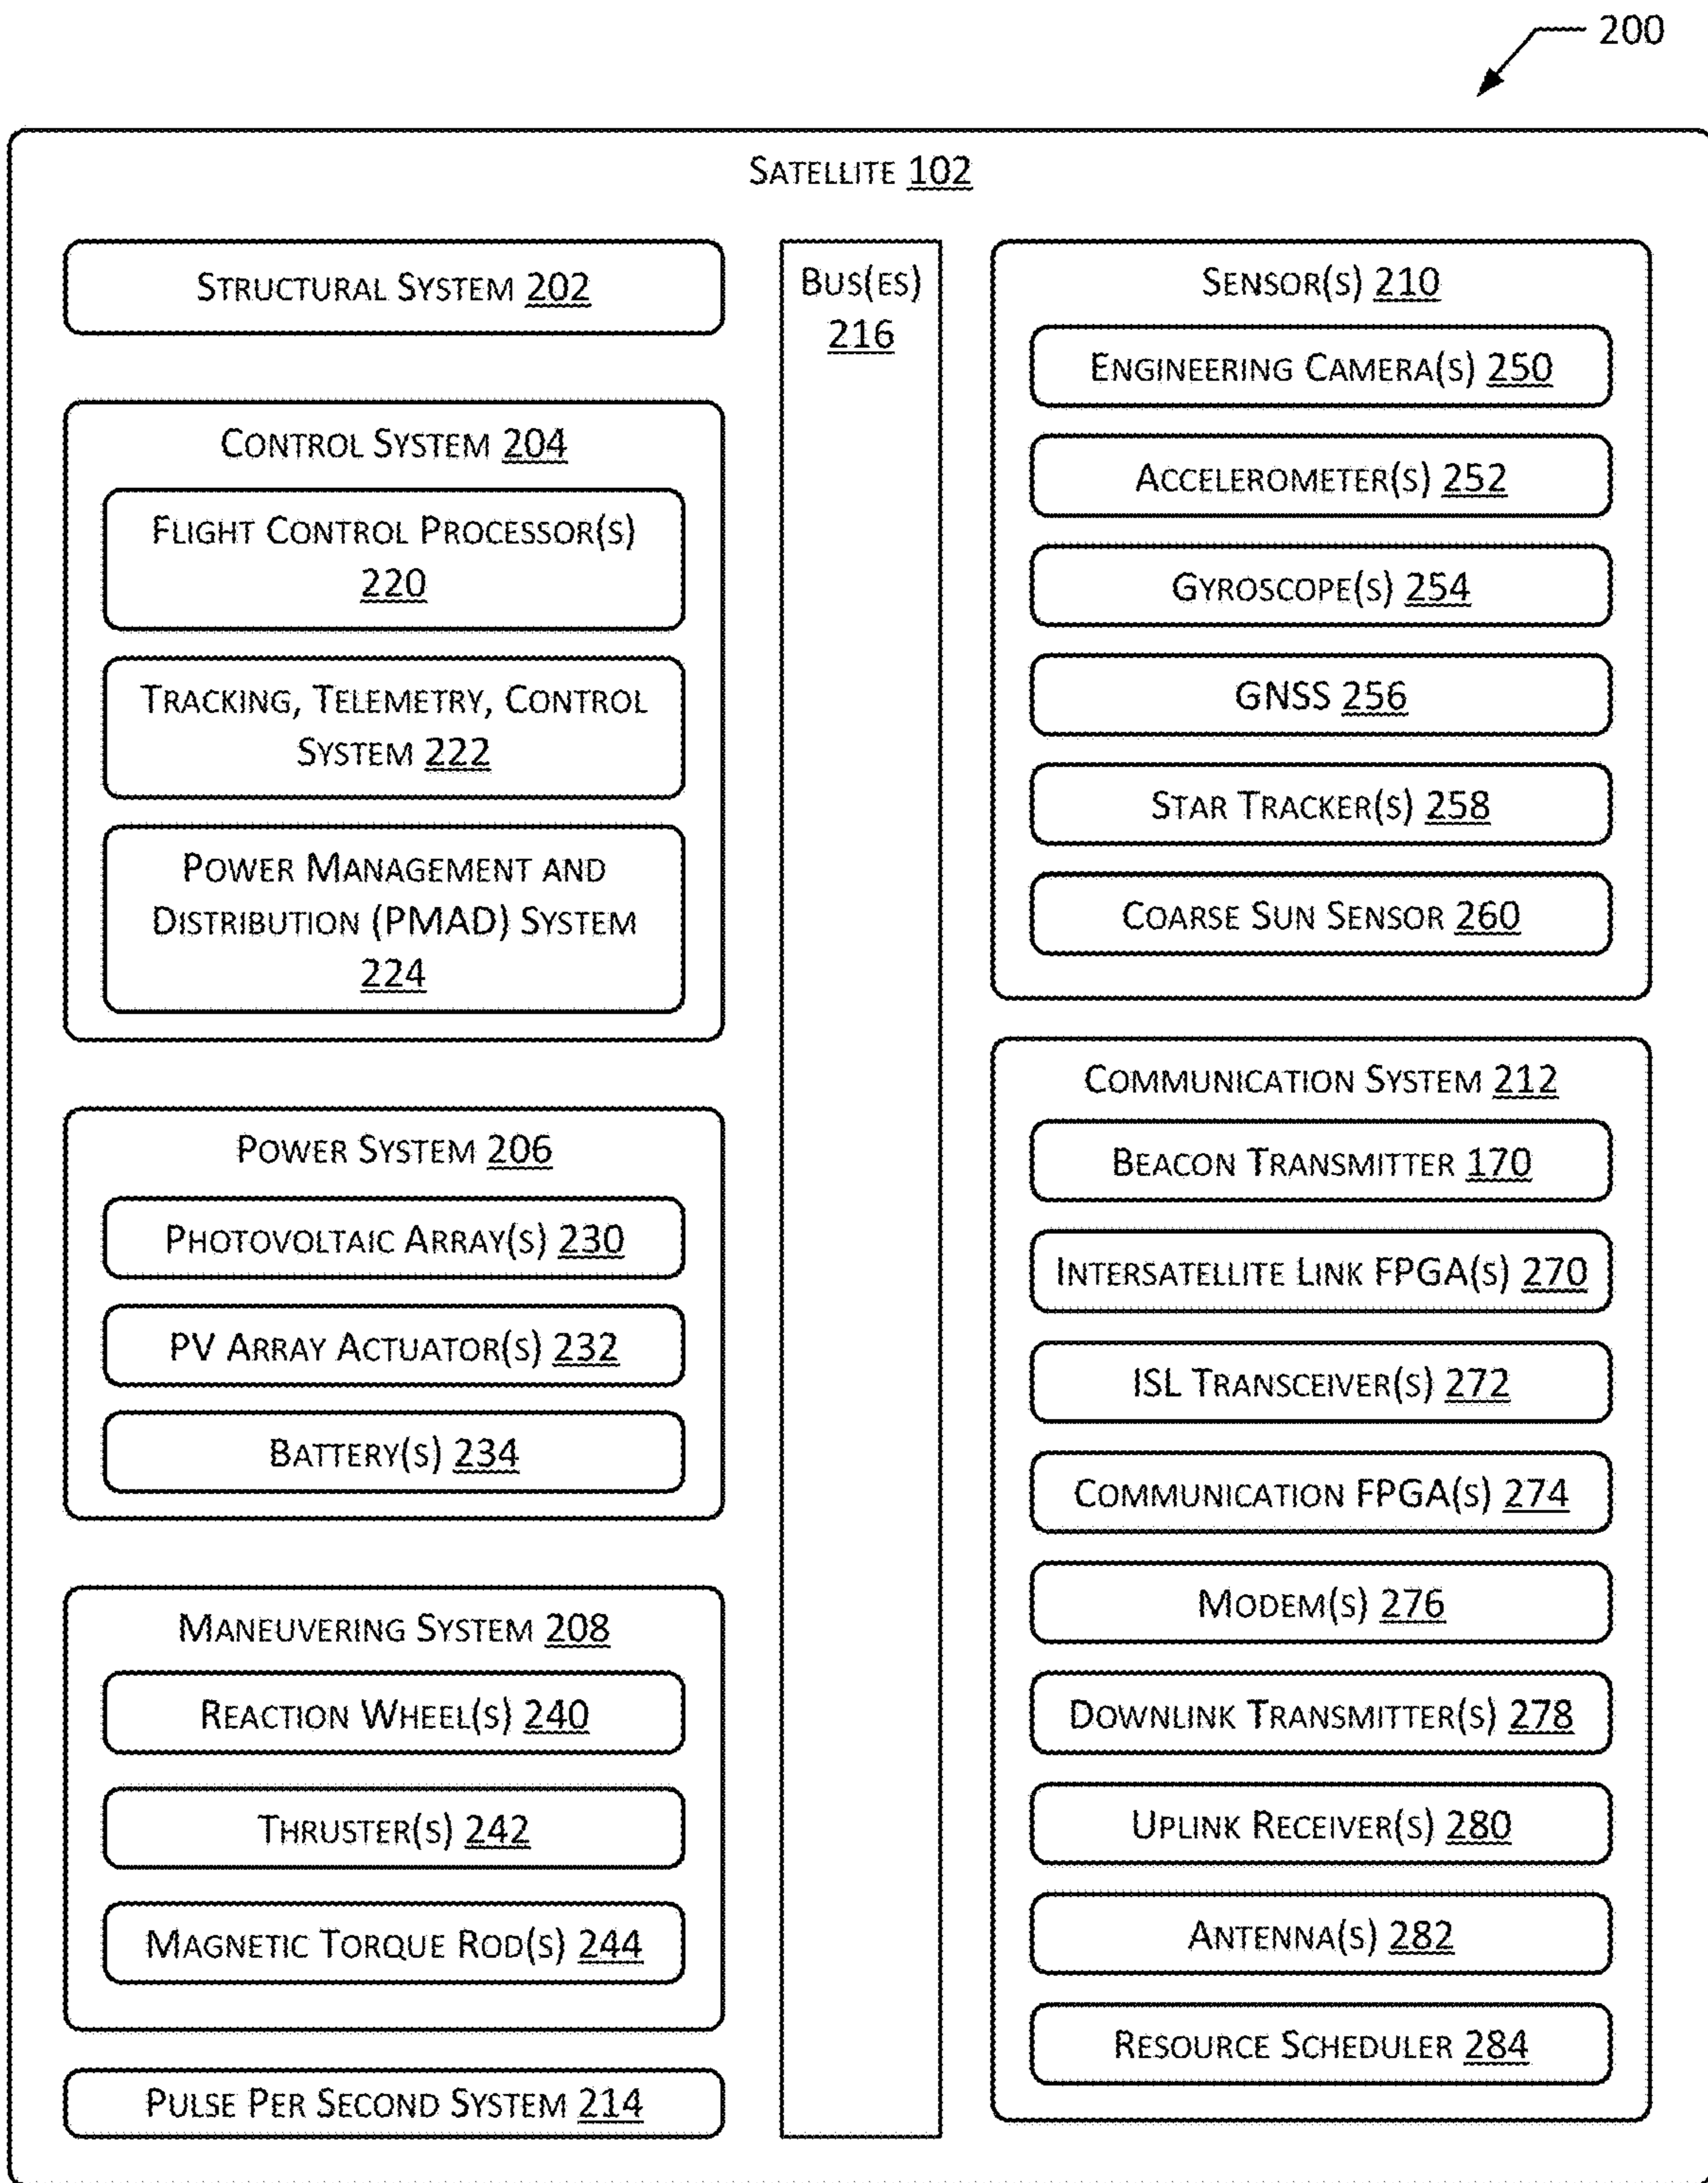 200
SATELLITE 102
STRUCTURAL SYSTEM 202
CONTROL SYSTEM 204
FLIGHT CONTROL PROCESSOR(S)
220
TRACKING, TELEMETRY, CONTROL
SYSTEM 222
POWER MANAGEMENT AND
DISTRIBUTION (PMAD) SYSTEM
224
POWER SYSTEM 206
PHOTOVOLTAIC ARRAY(S) 230
PV ARRAY ACTUATOR(S) 232
BATTERY(S) 234
MANEUVERING SYSTEM 208
REACTION WHEEL(S) 240
THRUSTER(S) 242
MAGNETIC TORQUE ROD(S) 244
PULSE PER SECOND SYSTEM 214
BUS(ES)
216
SENSOR(S) 210
ENGINEERING CAMERA(S) 250
ACCELEROMETER(S) 252
GYROSCOPE(S) 254
GNSS 256
STAR TRACKER(S) 258
COARSE SUN SENSOR 260
COMMUNICATION SYSTEM 212
BEACON TRANSMITTER 170
INTERSATELLITE LINK FPGA(S) 270
ISL TRANSCEIVER(S) 272
COMMUNICATION FPGA(S) 274
MODEM(S) 276
DOWNLINK TRANSMITTER(S) 278
UPLINK RECEIVER(S) 280
ANTENNA(S) 282
RESOURCE SCHEDULER 284